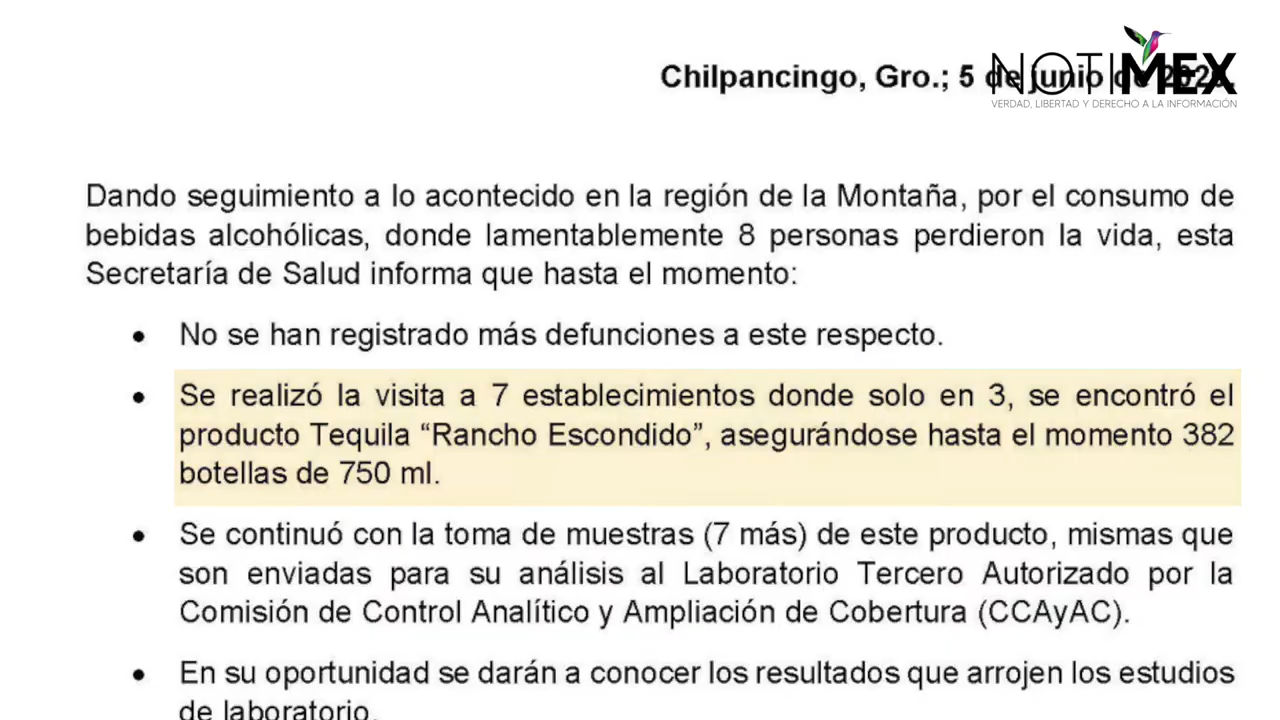 Chilpancingo, Gro.; 5 de junio de
NOTIMEX
VERDAD, LIBERTAD Y DERECHO A LA INFORMACIÓN
Dando seguimiento a lo acontecido en la región de la Montaña, por el consumo de
bebidas alcohólicas, donde lamentablemente 8 personas perdieron la vida, esta
Secretaría de Salud informa que hasta el momento:
• No se han registrado más defunciones a este respecto.
• Se realizó la visita a 7 establecimientos donde solo en 3, se encontró el
producto Tequila “Rancho Escondido”, asegurándose hasta el momento 382
botellas de 750 ml.
• Se continuó con la toma de muestras (7 más) de este producto, mismas que
son enviadas para su análisis al Laboratorio Tercero Autorizado por la
Comisión de Control Analítico y Ampliación de Cobertura (CCAyAC).
• En su oportunidad se darán a conocer los resultados que arrojen los estudios
de laboratorio.